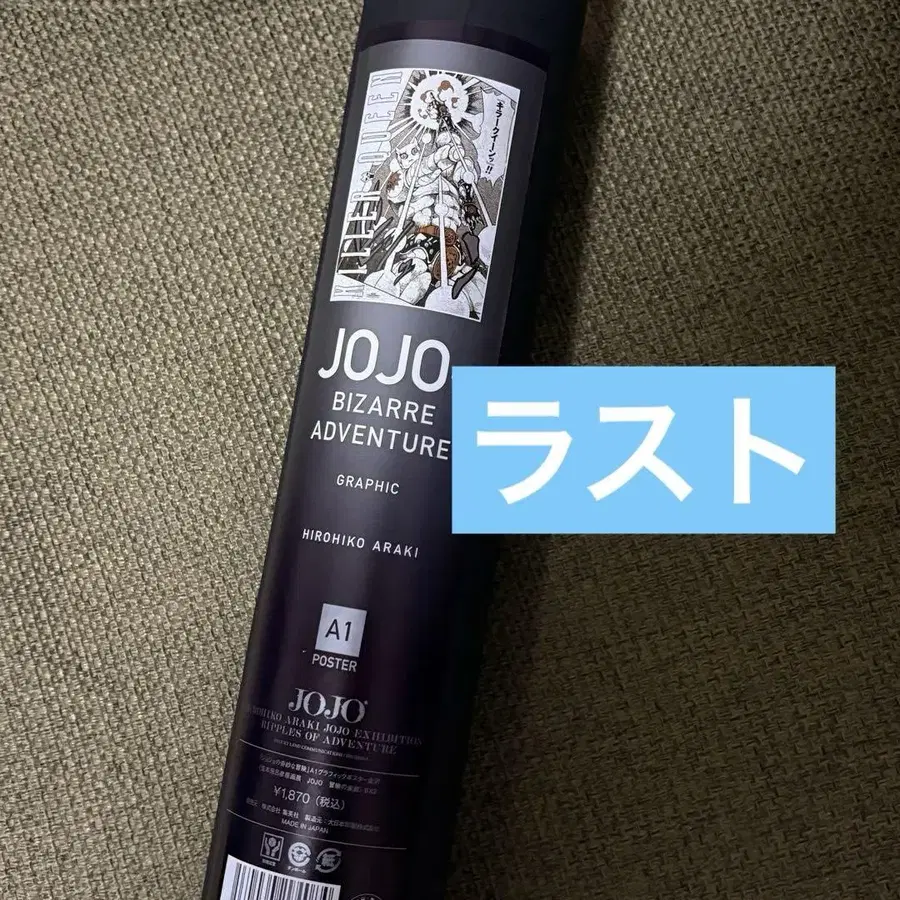 KILLER★QUEEN
「キラークイーンッ!!
JOJO
BIZARRE
ADVENTURE
GRAPHIC
HIROHIKO ARAKI
A1
POSTER
JOJO
HIROHIKO ARAKI JOJO EXHIBITION
RIPPLES OF ADVENTURE
¥1,870(税込)
MADE IN JAPAN
ラスト